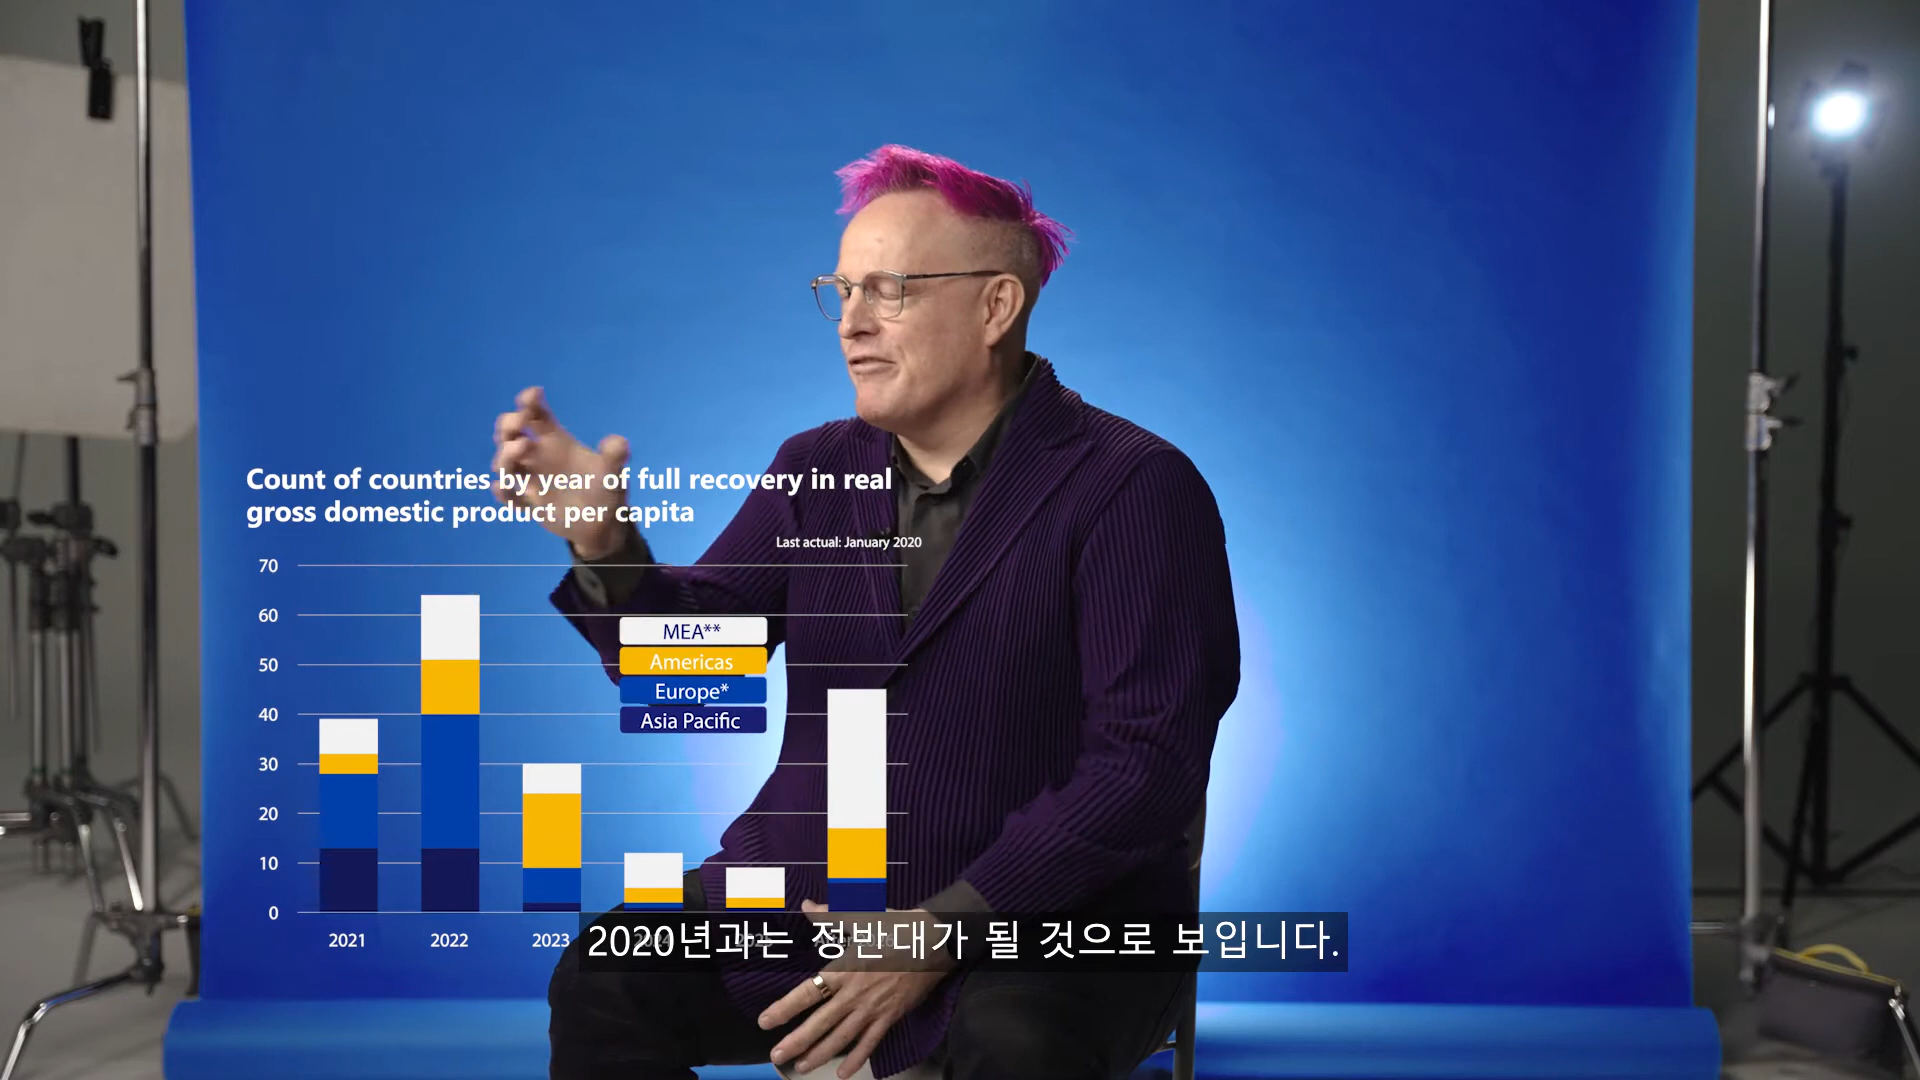 Count of countries by year of full recovery in real
gross domestic product per capita
Last actual: January 2020
70
60
50
40
30
20
10
0
MEA**
Americas
Europe*
Asia Pacific
2021
2022
2023
2024
2025
2020년과는 정반대가 될 것으로 보입니다.